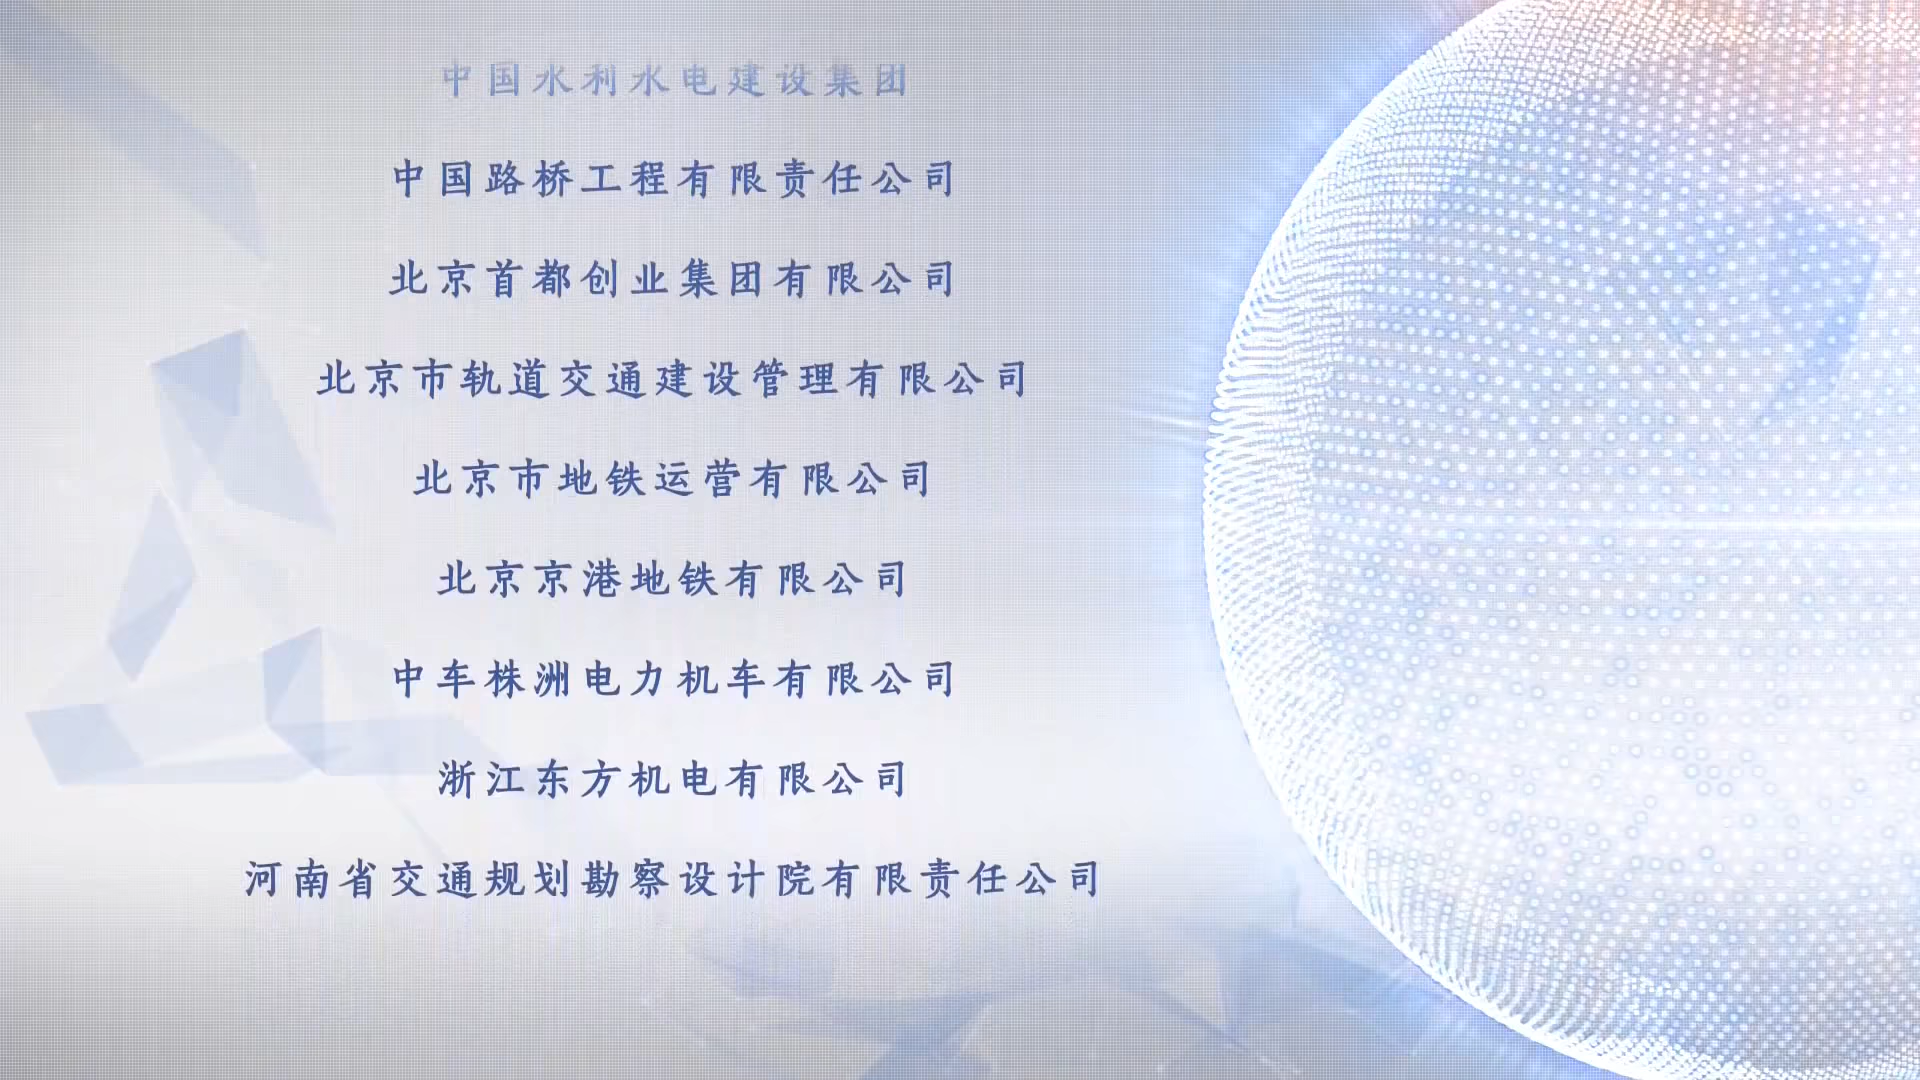 中国水利水电建设集团
中国路桥工程有限责任公司
北京首都创业集团有限公司
北京市轨道交通建设管理有限公司
北京市地铁运营有限公司
北京京港地铁有限公司
中车株洲电力机车有限公司
浙江东方机电有限公司
河南省交通规划勘察设计院有限责任公司